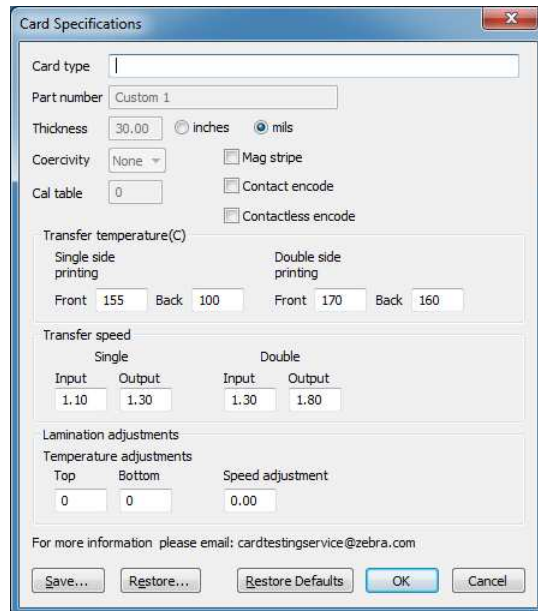 Card Specifications
Card type
Part number Custom 1
Thickness 30.00 inches mils
Coercivity None Mag stripe
Cal table 0 Contact encode
Contactless encode
Transfer temperature(C)
Single side Double side
printing printing
Front 155 Back 100 Front 170 Back 160
Transfer speed
Single Double
Input Output Input Output
1.10 1.30 1.30 1.80
Lamination adjustments
Temperature adjustments
Top Bottom Speed adjustment
0 0 0.00
For more information please email: cardtestingservice@zebra.com
Save... Restore... Restore Defaults OK Cancel